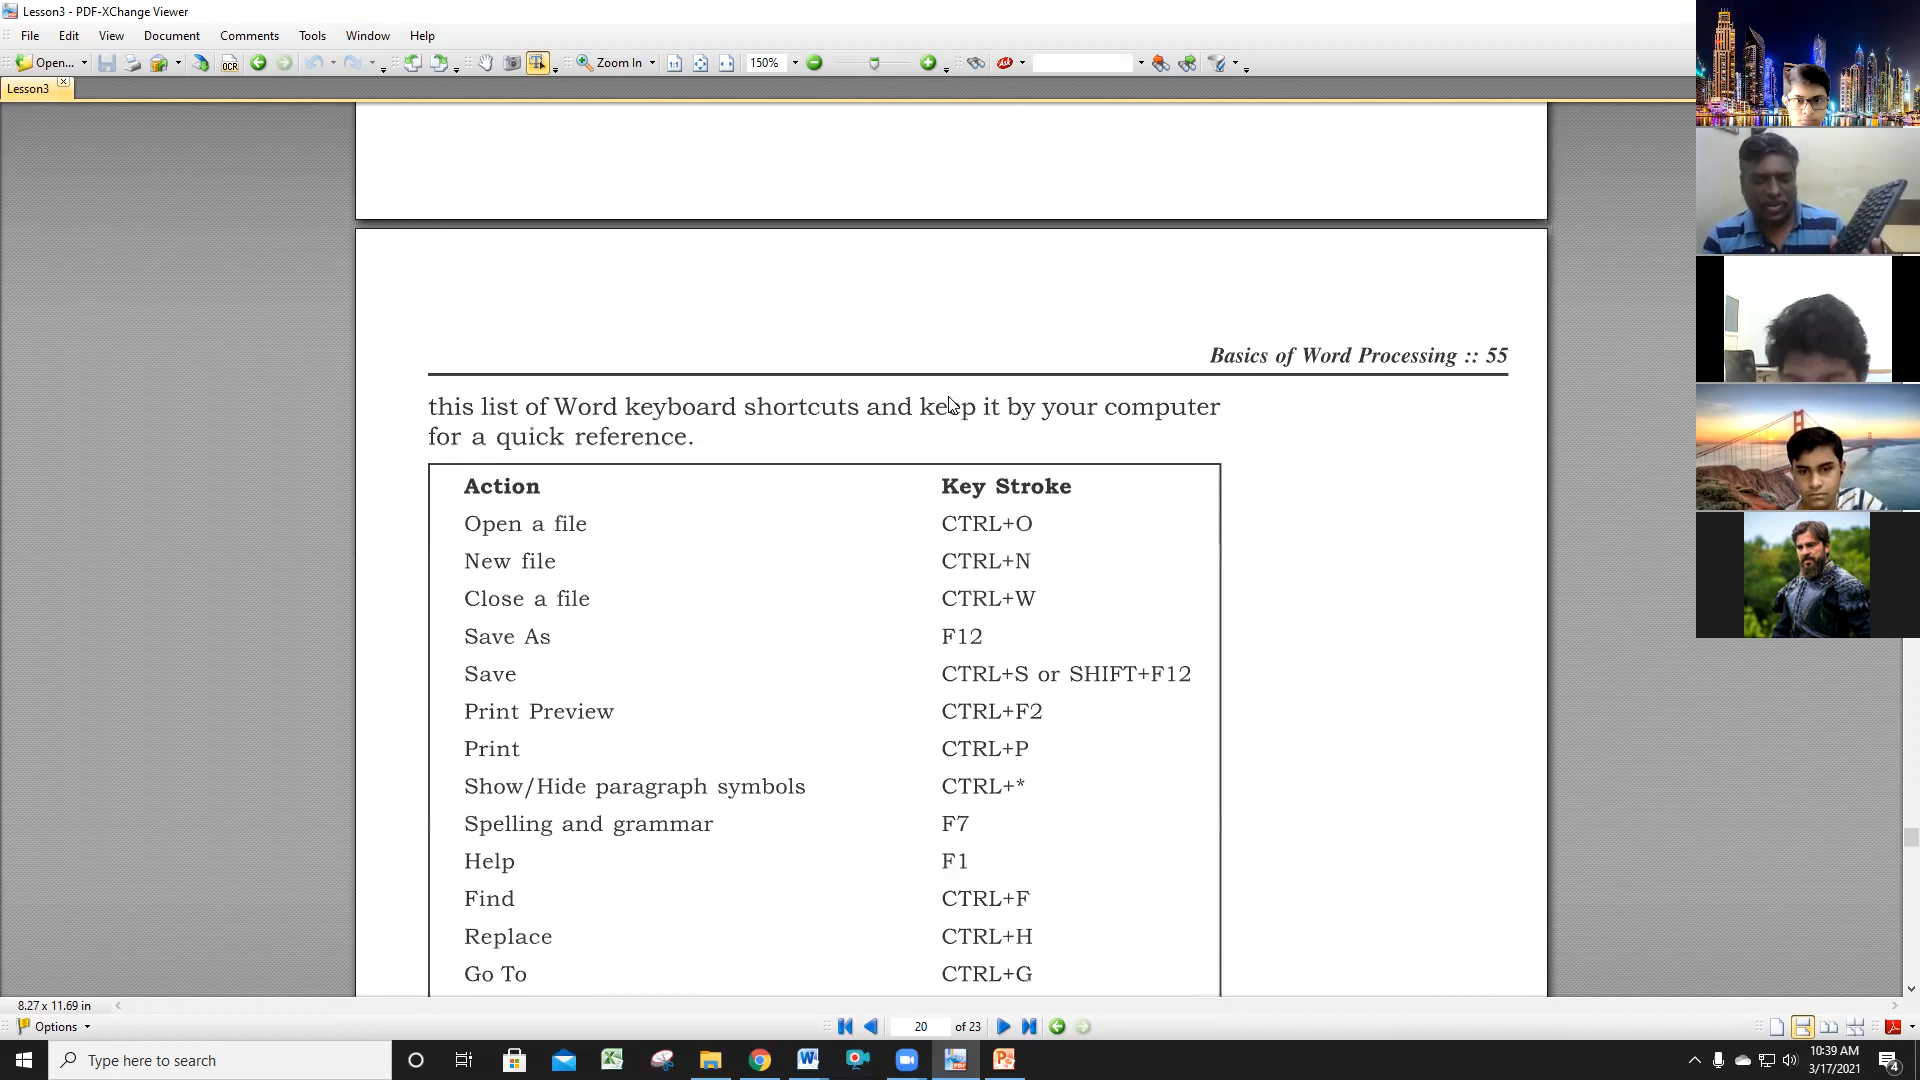 Lesson3 - PDF-XChange Viewer
File Edit View Document Comments Tools Window Help
Open... OCR Zoom In 1:1 150% Ask
Lesson3
Basics of Word Processing :: 55
this list of Word keyboard shortcuts and keep it by your computer
for a quick reference.
Action Key Stroke
Open a file CTRL+O
New file CTRL+N
Close a file CTRL+W
Save As F12
Save CTRL+S or SHIFT+F12
Print Preview CTRL+F2
Print CTRL+P
Show/Hide paragraph symbols CTRL+*
Spelling and grammar F7
Help F1
Find CTRL+F
Replace CTRL+H
Go To CTRL+G
8.27 x 11.69 in
Options 20 of 23
Type here to search
10:39 AM
3/17/2021
4